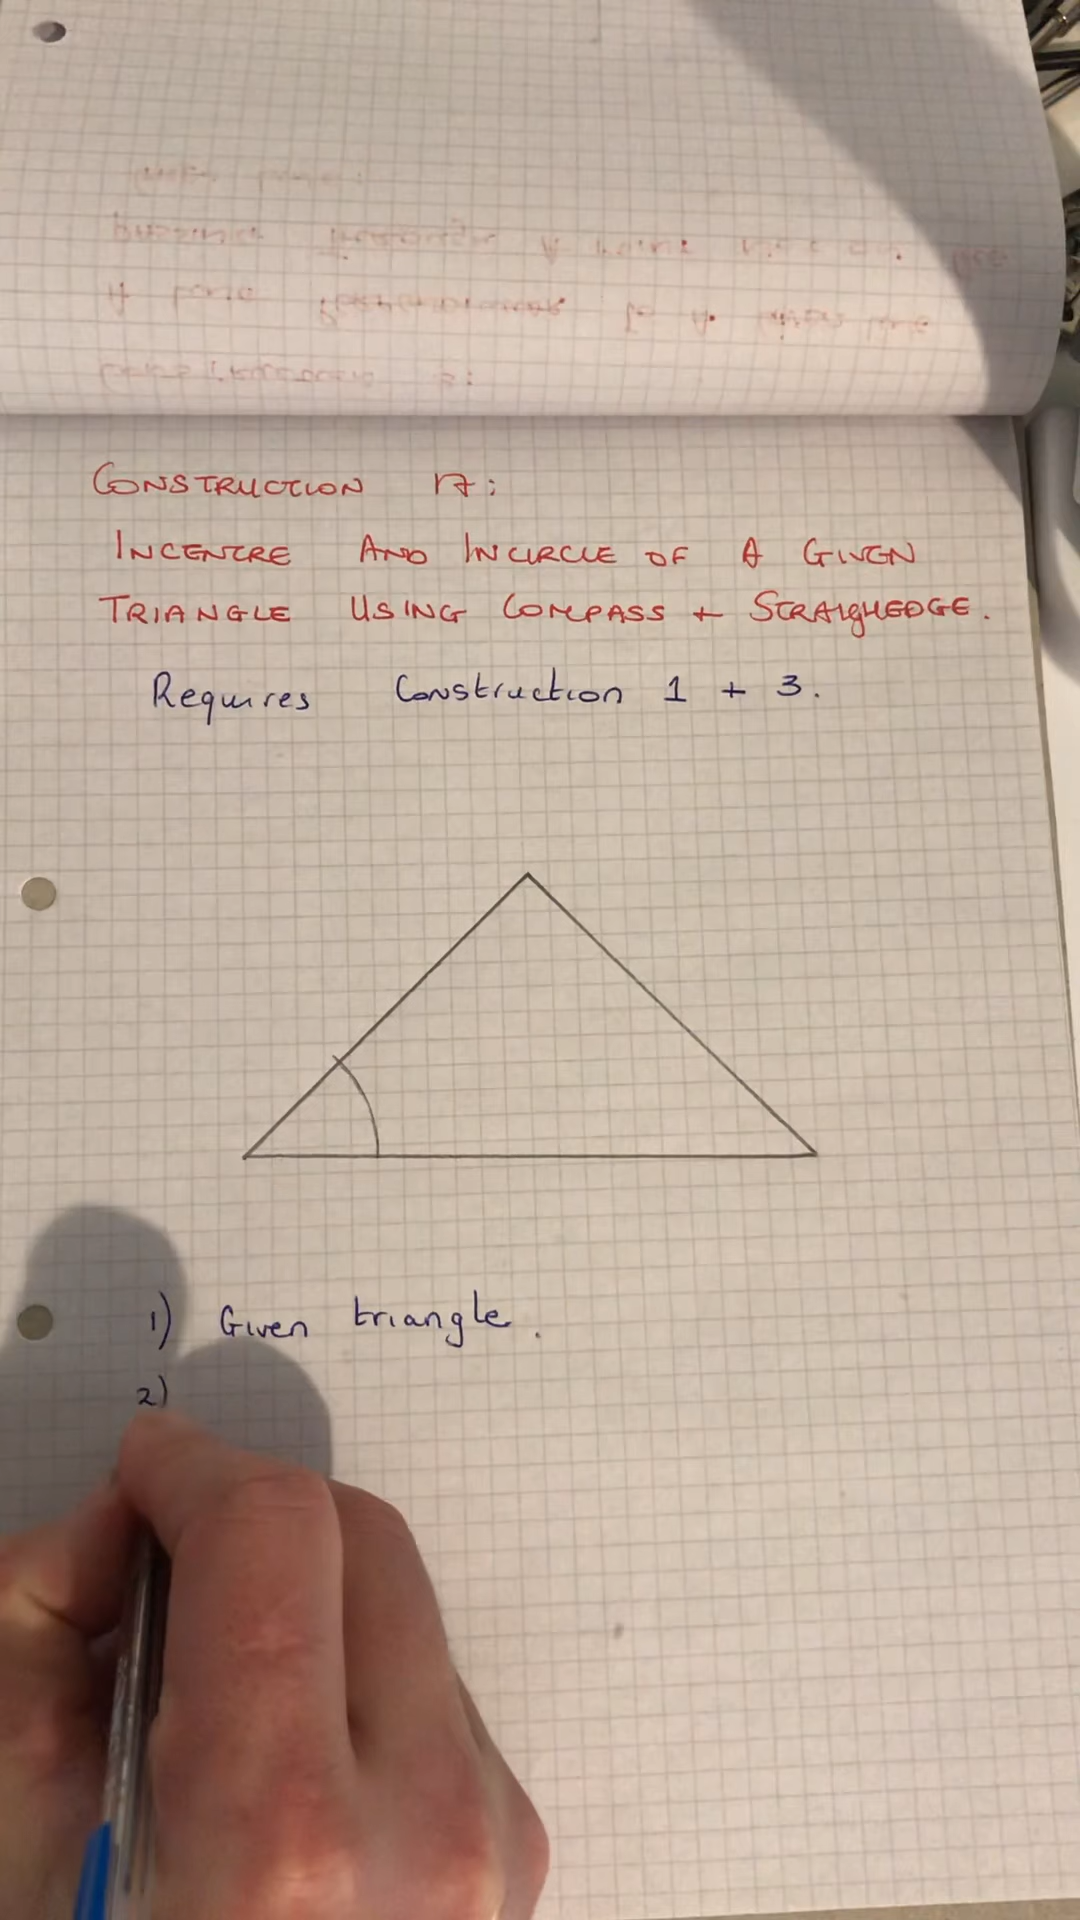 CONSTRUCTION 17:
INCENTRE AND INCIRCLE OF A GIVEN
TRIANGLE USING COMPASS + STRAIGHEDGE.
Requires Construction 1 + 3.
1) Given triangle.
2)